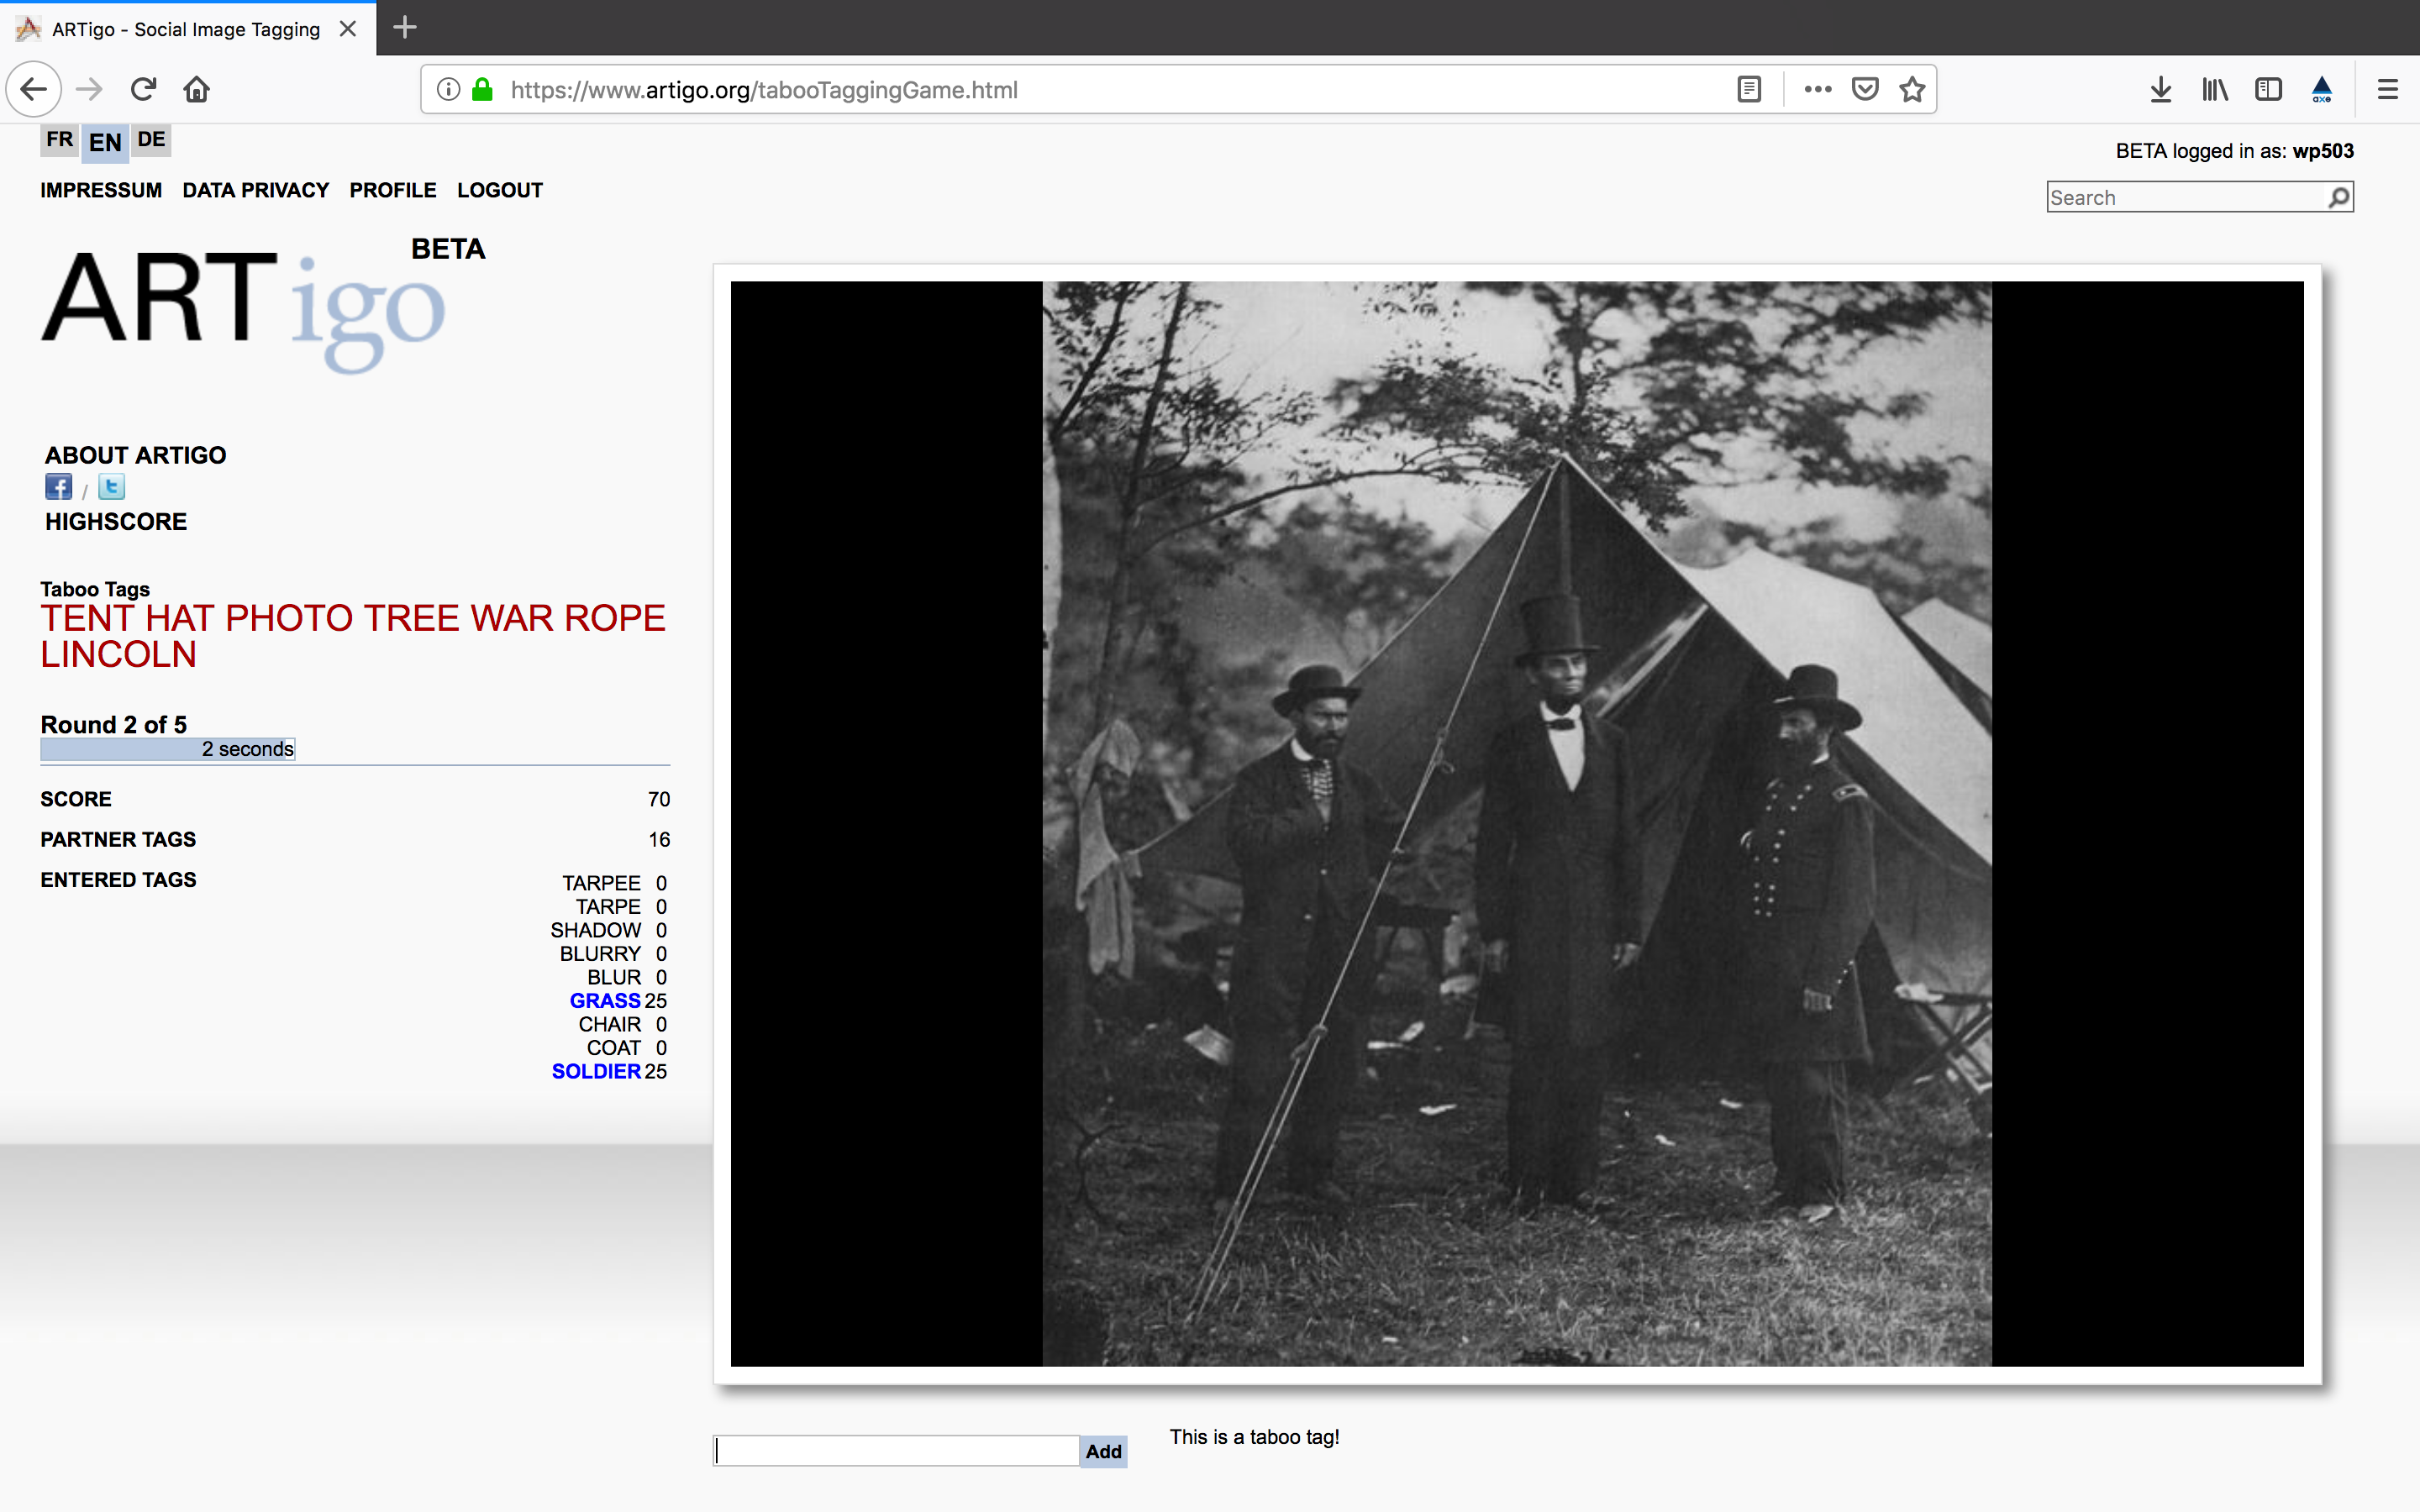 ARTigo - Social Image Tagging
https://www.artigo.org/tabooTaggingGame.html
axe
FR EN DE
BETA logged in as: wp503
IMPRESSUM DATA PRIVACY PROFILE LOGOUT
Search
BETA
ARTigo
ABOUT ARTIGO
f / t
HIGHSCORE
Taboo Tags
TENT HAT PHOTO TREE WAR ROPE
LINCOLN
Round 2 of 5
2 seconds
SCORE 70
PARTNER TAGS 16
ENTERED TAGS
TARPEE 0
TARPE 0
SHADOW 0
BLURRY 0
BLUR 0
GRASS 25
CHAIR 0
COAT 0
SOLDIER 25
Add
This is a taboo tag!